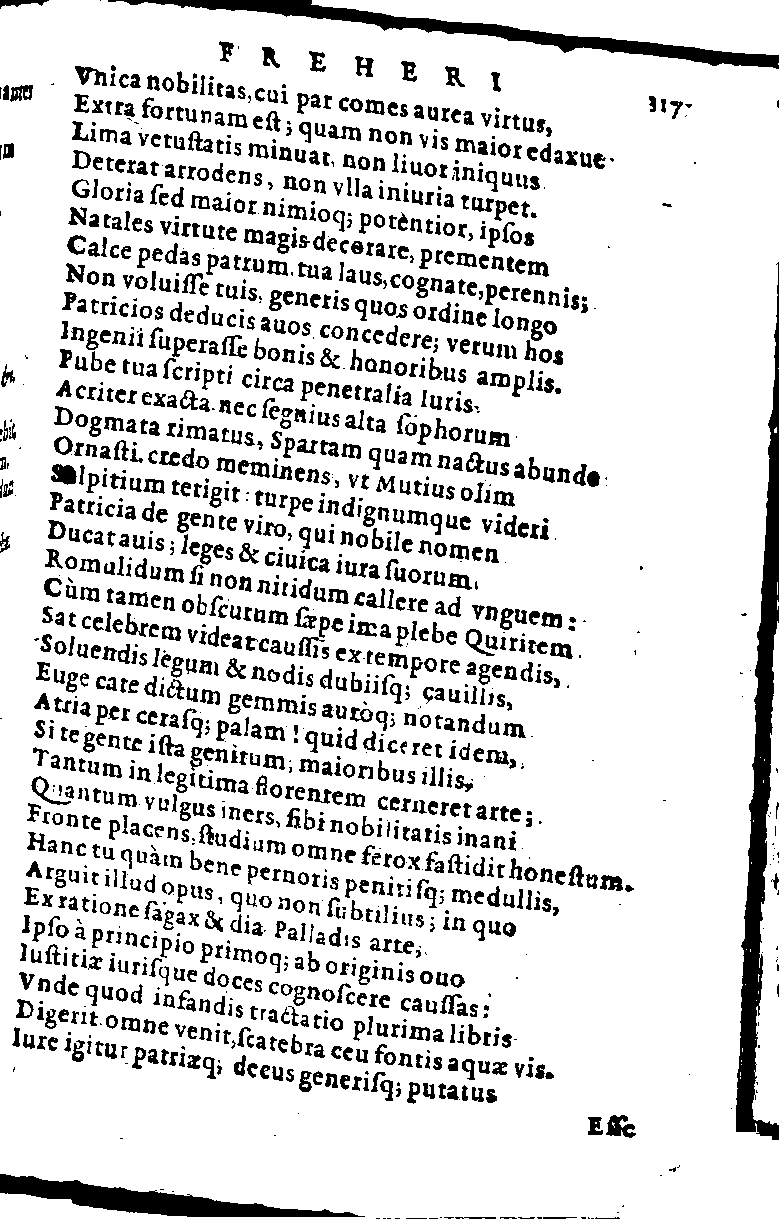 FREHERI
317
Vnica nobilitas, cui par comes aurea virtus,
Extra fortunam eſt; quam non vis maior edaxue
Lima vetuſtatis minuat, non liuor iniquus
Deterat arrodens, non vlla iniuria turpet.
Gloria ſed maior nimioq; potèntior, ipſos
Natales virtute magis decorare, prementem
Calce pedas patrum. tua laus, cognate, perennis;
Non voluiſſe tuis, generis quos ordine longo
Patricios deducis auos concedere; verum hos
Ingenii ſuperaſſe bonis & honoribus amplis.
Pube tua ſcripti circa penetralia Iuris,
Acriter exacta. nec ſegnius alta ſophorum
Dogmata rimatus, Spartam quam nactus abunde
Ornaſti. credo meminens, vt Mutius olim
Sulpitium terigit: turpe indignumque videri
Patricia de gente viro, qui nobile nomen
Ducat auis; leges & ciuica iura ſuorum,
Romulidum ſi non nitidum callere ad vnguem:
Cùm tamen obſcurum ſæpe ima plebe Quiritem
Sat celebrem videat cauſſis ex tempore agendis,
Soluendis legum & nodis dubiiſq; cauillis,
Euge cate dictum gemmis auròq; notandum
Atria per ceraſq; palam! quid diceret idem,
Si te gente iſta genitum, maioribus illis,
Tantum in legitima florentem cerneret arte;
Quantum vulgus iners, ſibi nobilitatis inani
Fronte placens, ſtudium omne ferox faſtidit honeſtum.
Hanc tu quàm bene pernoris penitiſq; medullis,
Arguit illud opus, quo non ſubtilius; in quo
Ex ratione ſagax & dia Palladis arte,
Ipſo à principio primoq; ab originis ouo
Iuſtitiæ iuriſque doces cognoſcere cauſſas:
Vnde quod infandis tractatio plurima libris
Digerit omne venit, ſcatebra ceu fontis aquæ vis.
Iure igitur patriæq; decus generiſq; putatus
Eſſe